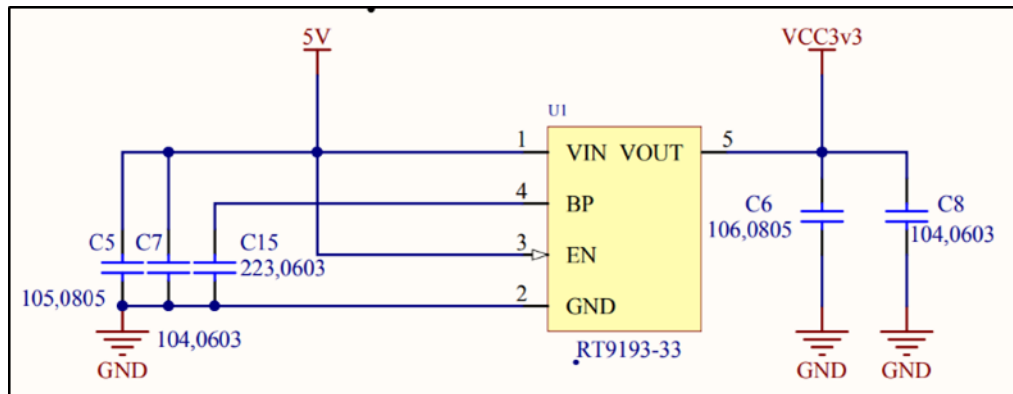 5V
VCC3v3
U1
1
VIN VOUT
5
4
BP
C6
106,0805
C8
104,0603
C5
C7
C15
223,0603
3
EN
105,0805
104,0603
2
GND
RT9193-33
GND
GND
GND